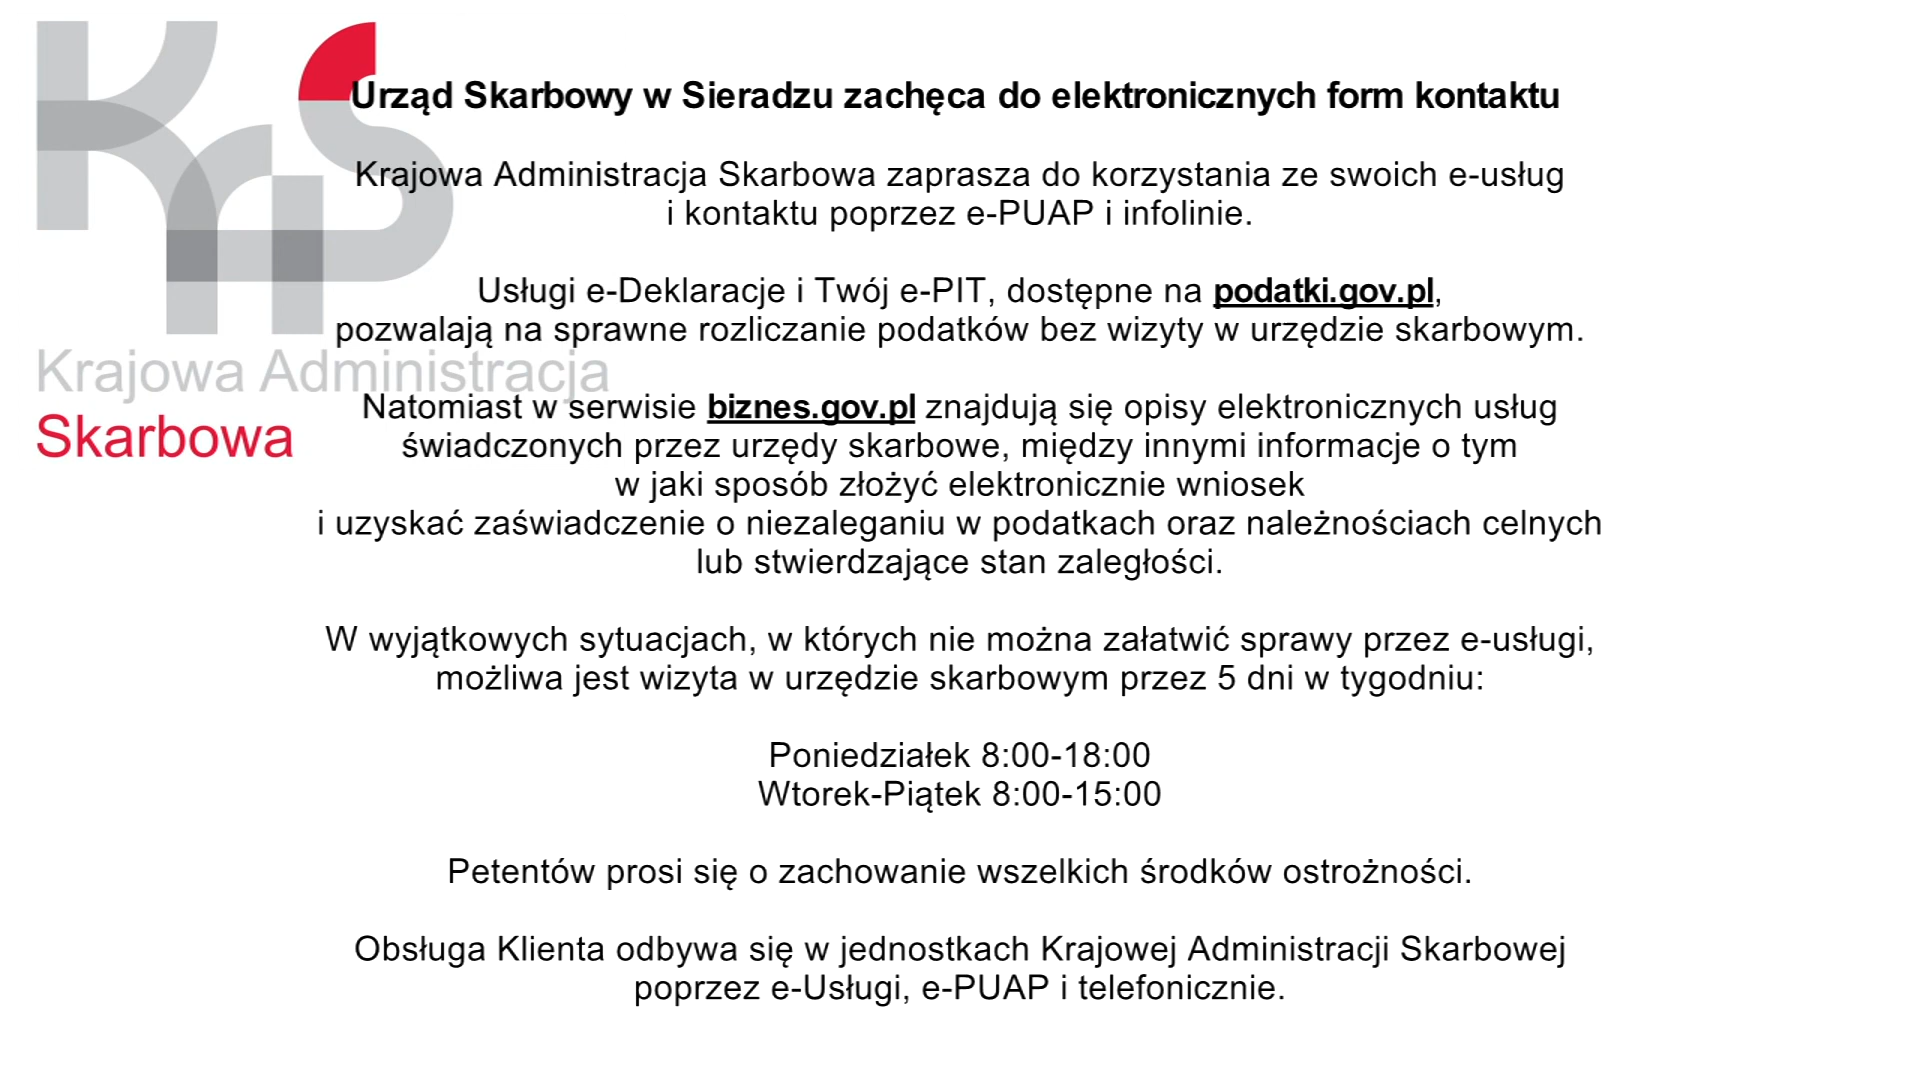 Urząd Skarbowy w Sieradzu zachęca do elektronicznych form kontaktu
Krajowa Administracja Skarbowa zaprasza do korzystania ze swoich e-usług
i kontaktu poprzez e-PUAP i infolinie.
Usługi e-Deklaracje i Twój e-PIT, dostępne na podatki.gov.pl,
pozwalają na sprawne rozliczanie podatków bez wizyty w urzędzie skarbowym.
Krajowa Administracja
Skarbowa
Natomiast w serwisie biznes.gov.pl znajdują się opisy elektronicznych usług
świadczonych przez urzędy skarbowe, między innymi informacje o tym
w jaki sposób złożyć elektronicznie wniosek
i uzyskać zaświadczenie o niezaleganiu w podatkach oraz należnościach celnych
lub stwierdzające stan zaległości.
W wyjątkowych sytuacjach, w których nie można załatwić sprawy przez e-usługi,
możliwa jest wizyta w urzędzie skarbowym przez 5 dni w tygodniu:
Poniedziałek 8:00-18:00
Wtorek-Piątek 8:00-15:00
Petentów prosi się o zachowanie wszelkich środków ostrożności.
Obsługa Klienta odbywa się w jednostkach Krajowej Administracji Skarbowej
poprzez e-Usługi, e-PUAP i telefonicznie.